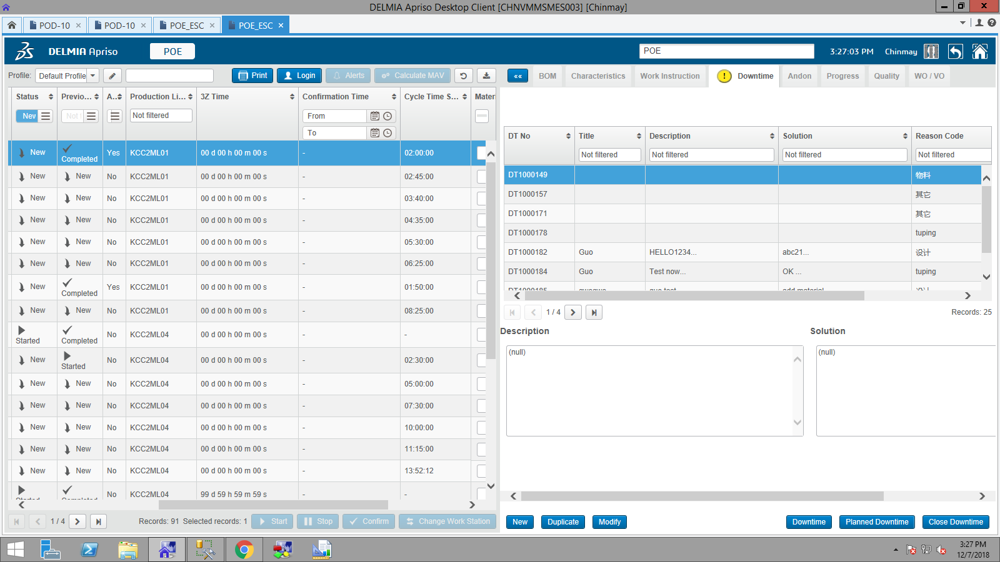 DELMIA Apriso Desktop Client [CHNVMMSMES003] [Chinmay]
POD-10 × POD-10 × POE_ESC × POE_ESC ×
DELMIA Apriso POE POE 3:27:03 PM Chinmay
Profile: Default Profile Print Login Alerts Calculate MAV
«« BOM Characteristics Work Instruction ! Downtime Andon Progress Quality WO / VO
Status Previo... A... Production Li... 3Z Time Confirmation Time Cycle Time S... Materi
New Not f Not filtered From
To
New Completed Yes KCC2ML01 00 d 00 h 00 m 00 s - 02:00:00
New New No KCC2ML01 00 d 00 h 00 m 00 s - 02:45:00
New New No KCC2ML01 00 d 00 h 00 m 00 s - 03:40:00
New New No KCC2ML01 00 d 00 h 00 m 00 s - 04:35:00
New New No KCC2ML01 00 d 00 h 00 m 00 s - 05:30:00
New New No KCC2ML01 00 d 00 h 00 m 00 s - 06:25:00
New Completed Yes KCC2ML01 00 d 00 h 00 m 00 s - 01:50:00
New New No KCC2ML01 00 d 00 h 00 m 00 s - 08:25:00
Started Completed No KCC2ML04 00 d 00 h 00 m 00 s - -
New Started No KCC2ML04 00 d 00 h 00 m 00 s - 02:30:00
New New No KCC2ML04 00 d 00 h 00 m 00 s - 05:00:00
New New No KCC2ML04 00 d 00 h 00 m 00 s - 07:30:00
New New No KCC2ML04 00 d 00 h 00 m 00 s - 10:00:00
New New No KCC2ML04 00 d 00 h 00 m 00 s - 11:15:00
New New No KCC2ML04 00 d 00 h 00 m 00 s - 13:52:12
Started Completed No KCC2ML04 99 d 59 h 59 m 59 s - -
1 / 4 Records: 91 Selected records: 1 Start Stop Confirm Change Work Station
DT No Title Description Solution Reason Code
Not filtered Not filtered Not filtered Not filtered
DT1000149 物料
DT1000157 其它
DT1000171 其它
DT1000178 tuping
DT1000182 Guo HELLO1234... abc21... 设计
DT1000184 Guo Test now... OK ... tuping
DT1000185 guo test add material 设计
1 / 4 Records: 25
Description Solution
(null) (null)
New Duplicate Modify Downtime Planned Downtime Close Downtime
3:27 PM
12/7/2018